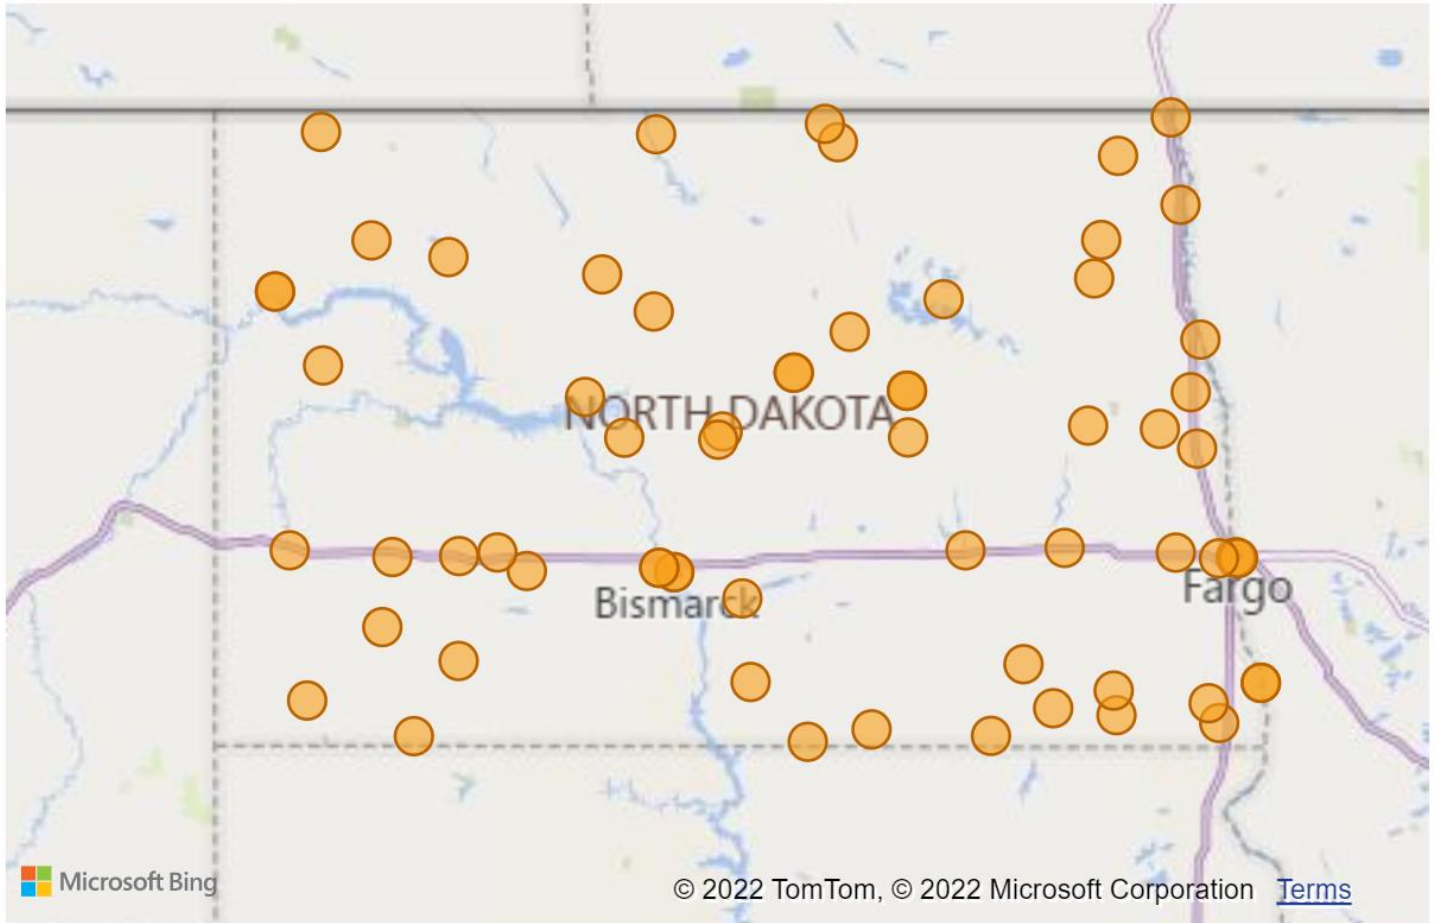 NORTH DAKOTA
Bismarck
Fargo
Microsoft Bing
© 2022 TomTom, © 2022 Microsoft Corporation Terms